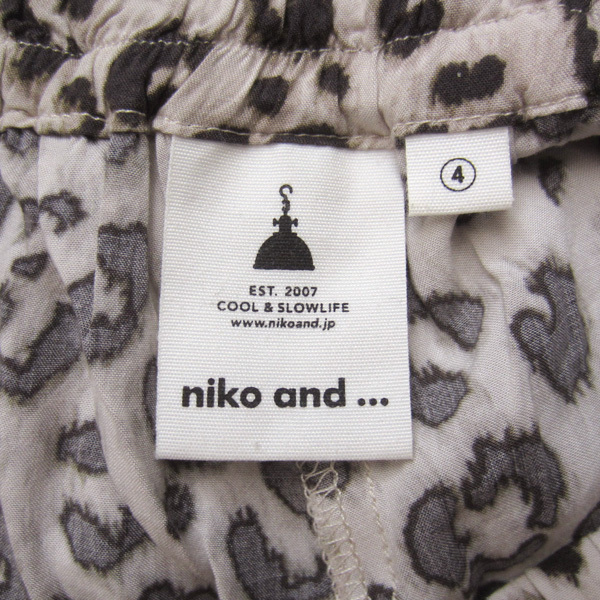 ④
EST. 2007
COOL & SLOWLIFE
www.nikoand.jp
niko and ...